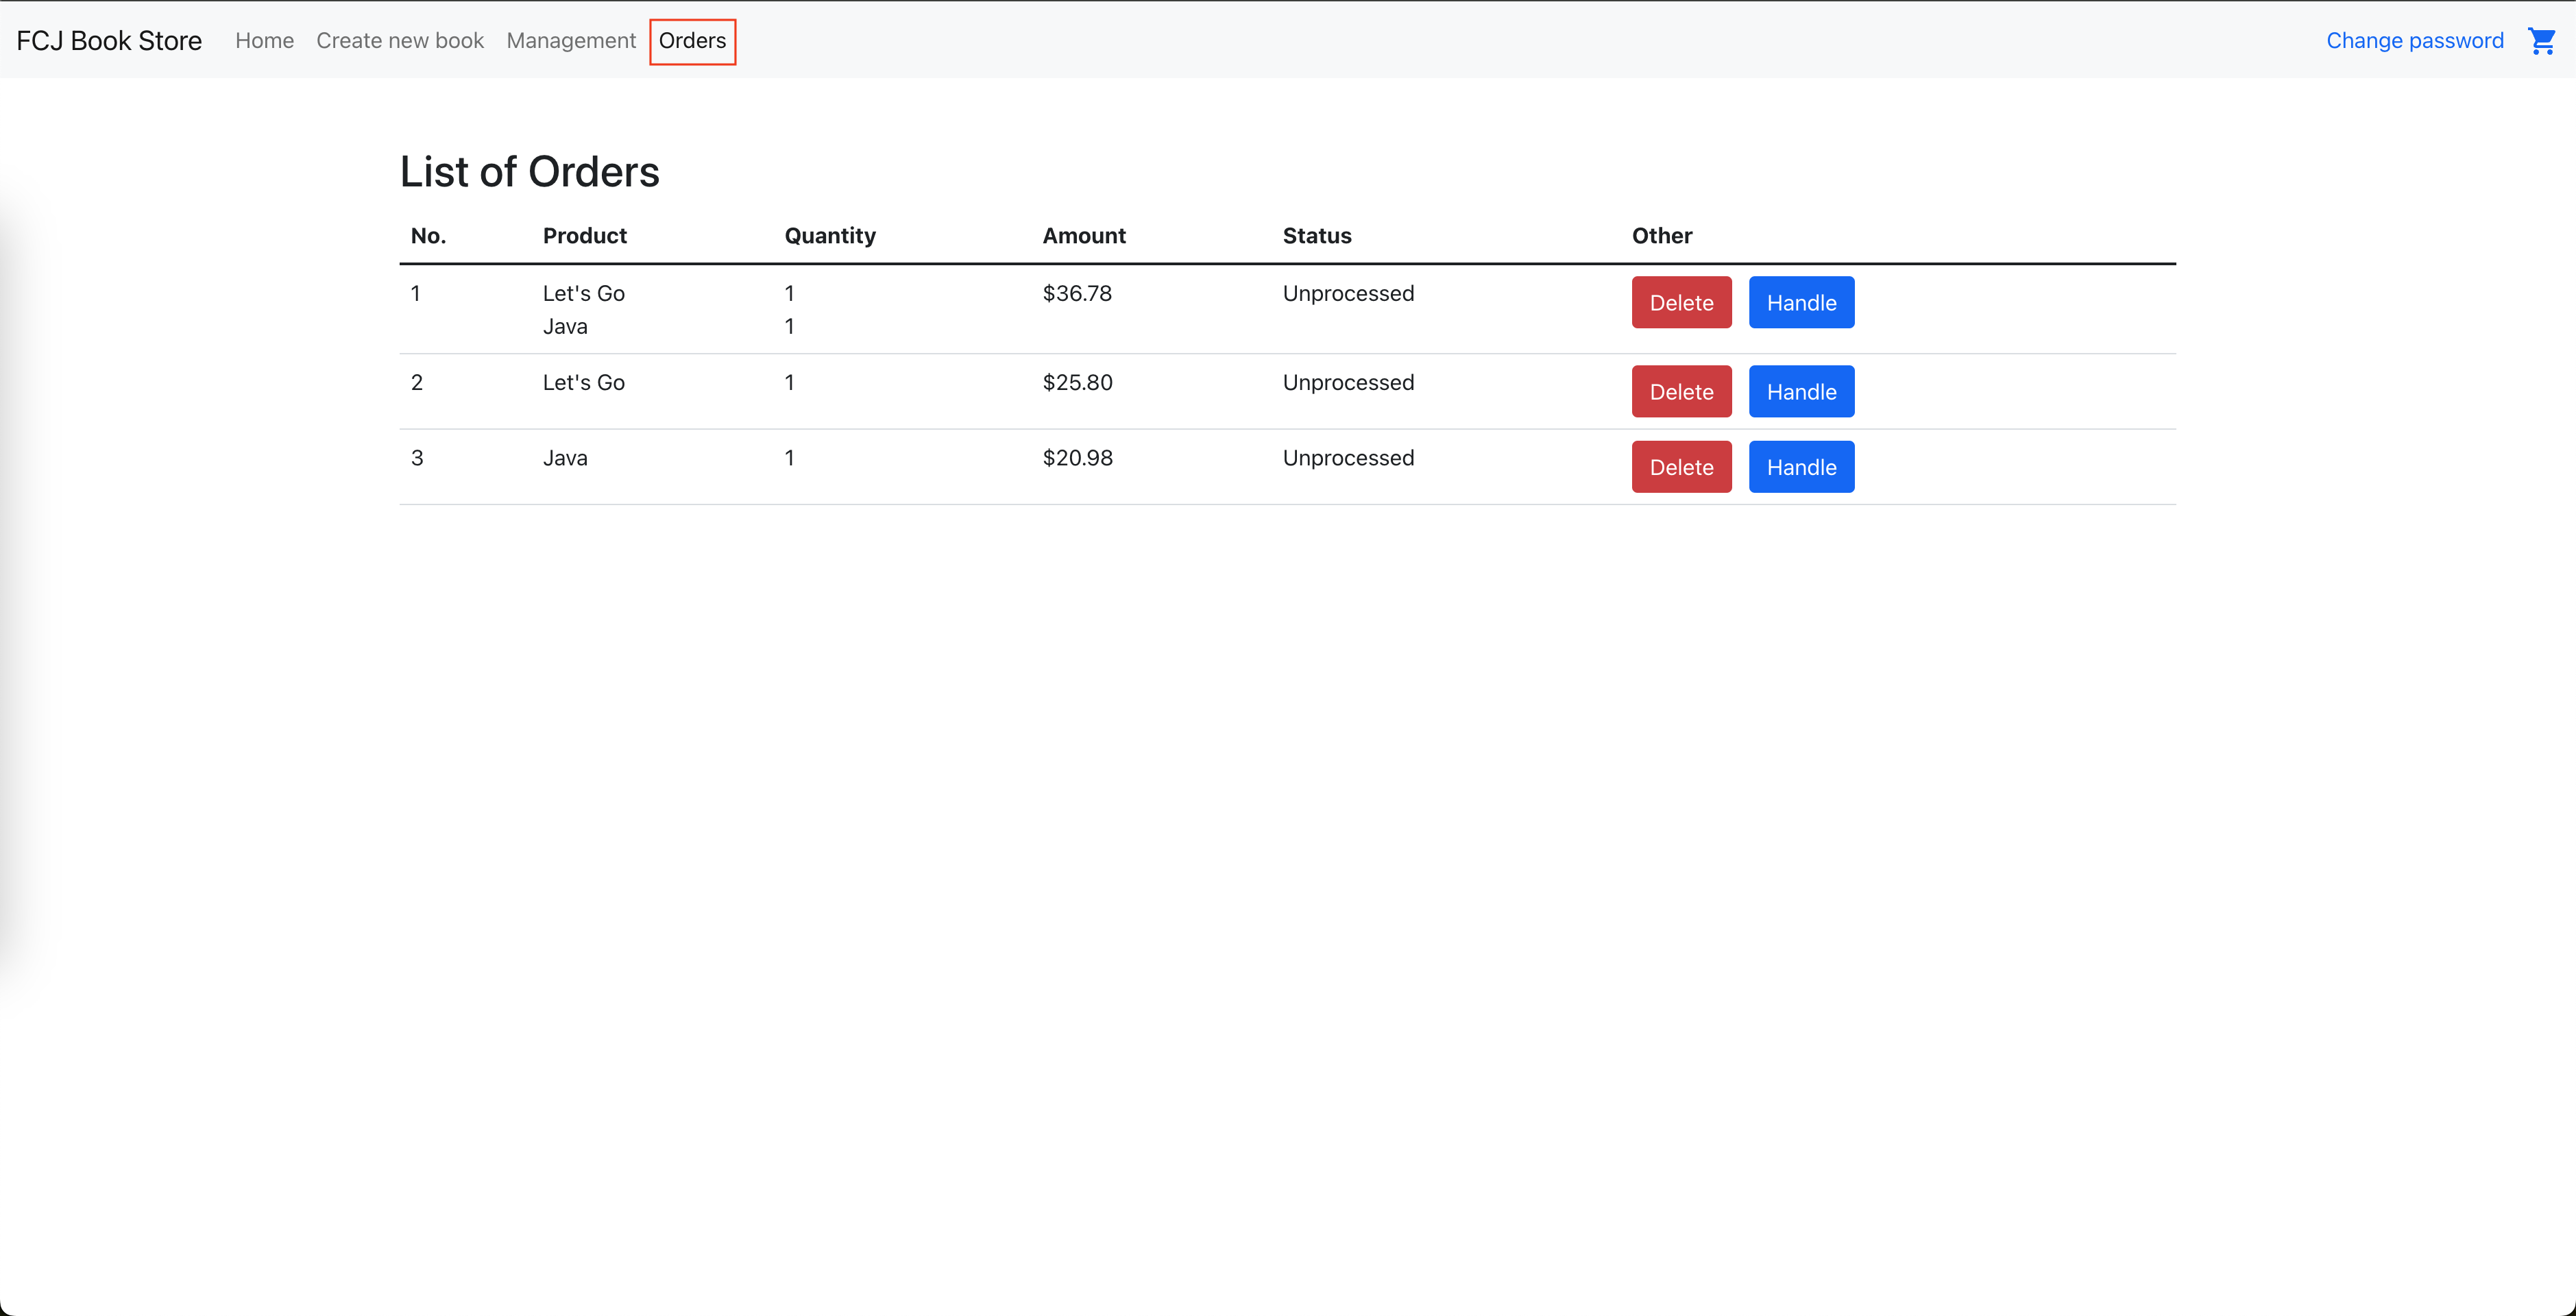 FCJ Book Store Home Create new book Management Orders Change password
List of Orders
No. Product Quantity Amount Status Other
1 Let's Go 1 $36.78 Unprocessed Delete Handle
Java 1
2 Let's Go 1 $25.80 Unprocessed Delete Handle
3 Java 1 $20.98 Unprocessed Delete Handle